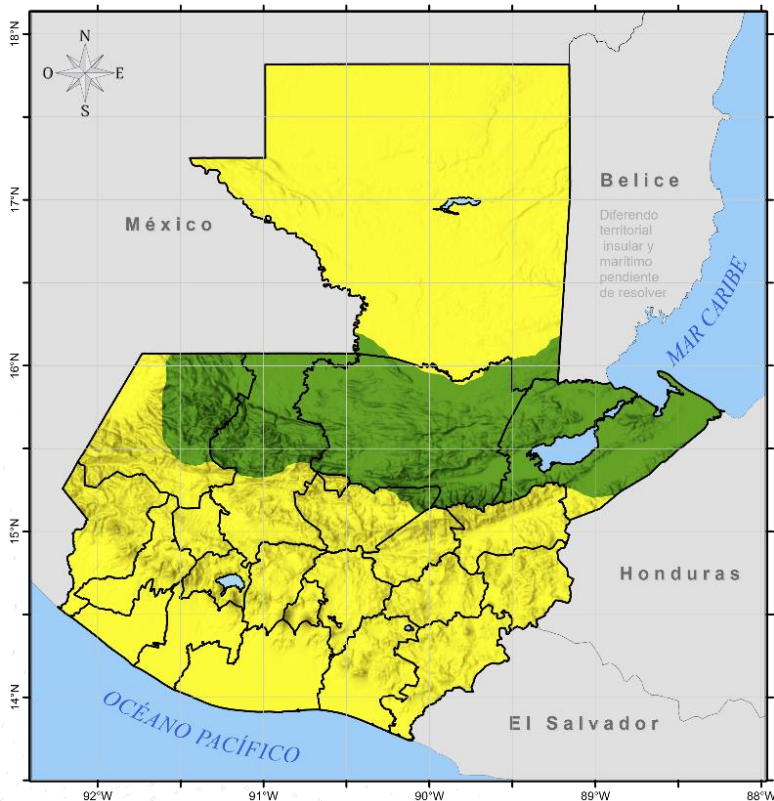 N
O E
S
18°N
17°N
16°N
15°N
14°N
México
Belice
Diferendo
territorial
insular y
marítimo
pendiente
de resolver
MAR CARIBE
Honduras
El Salvador
OCÉANO PACÍFICO
92°W 91°W 90°W 89°W 88°W